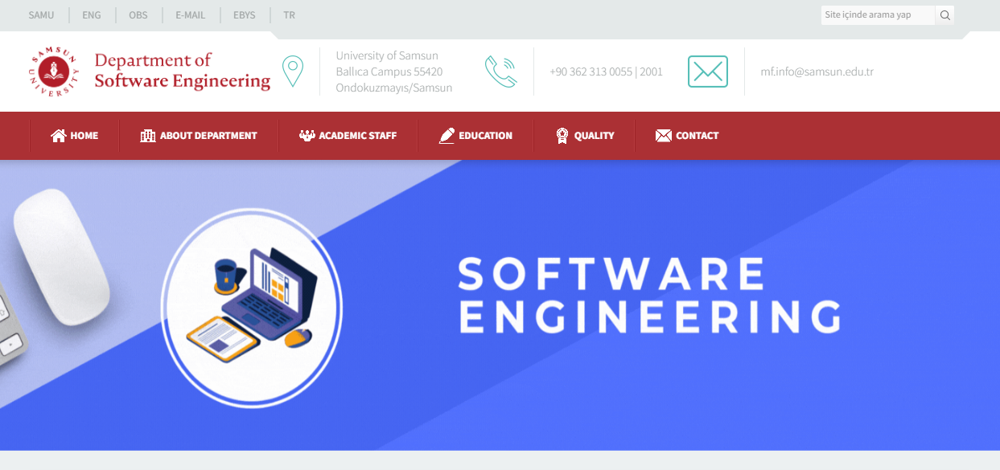 SAMU ENG OBS E-MAIL EBYS TR
Site içinde arama yap
SAMSUN UNIVERSITY
Department of
Software Engineering
University of Samsun
Ballıca Campus 55420
Ondokuzmayıs/Samsun
+90 362 313 0055 | 2001
mf.info@samsun.edu.tr
HOME ABOUT DEPARTMENT ACADEMIC STAFF EDUCATION QUALITY CONTACT
SOFTWARE
ENGINEERING